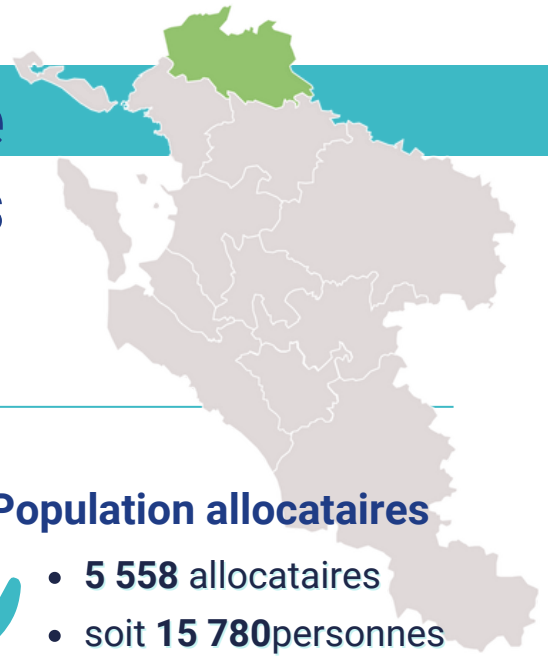 e
s
Population allocataires
• 5 558 allocataires
• soit 15 780personnes